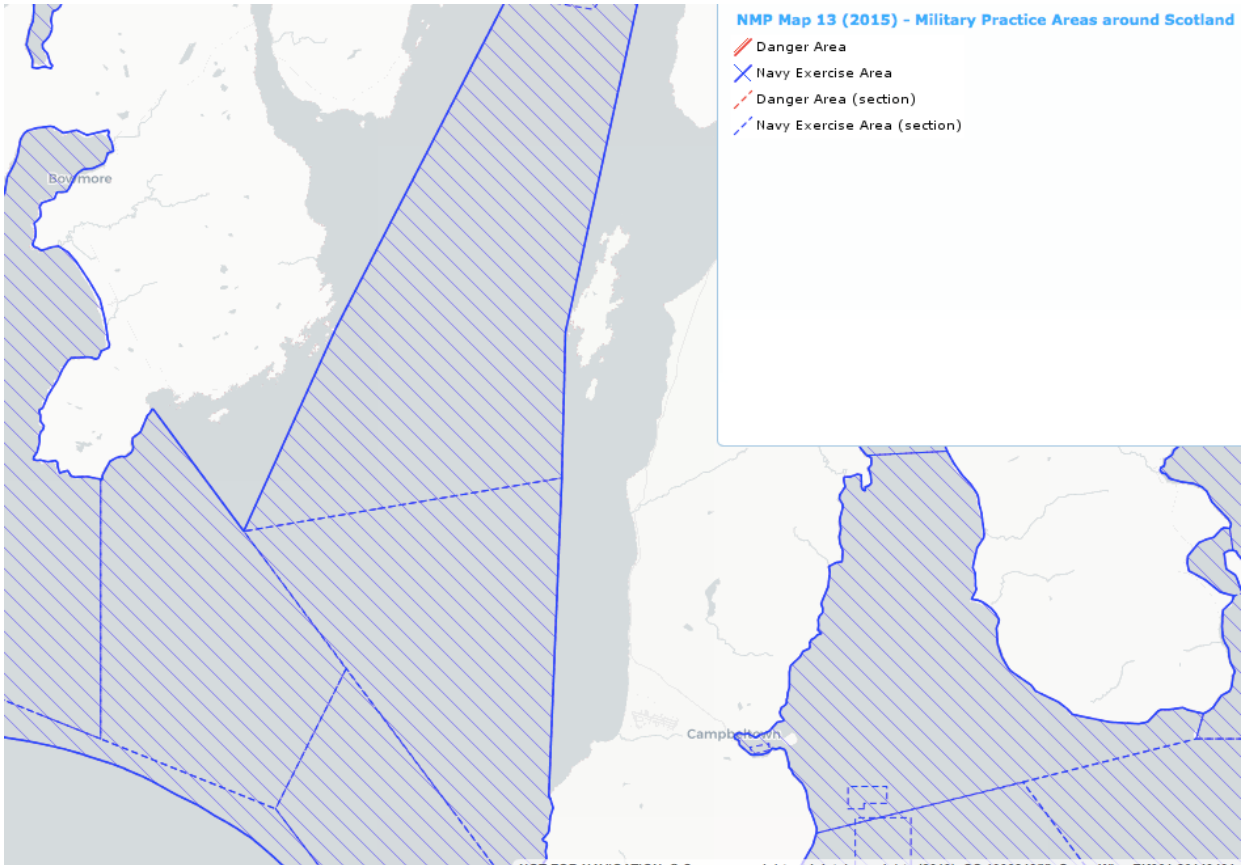 NMP Map 13 (2015) - Military Practice Areas around Scotland
Danger Area
Navy Exercise Area
Danger Area (section)
Navy Exercise Area (section)
Bowmore
Campbeltown